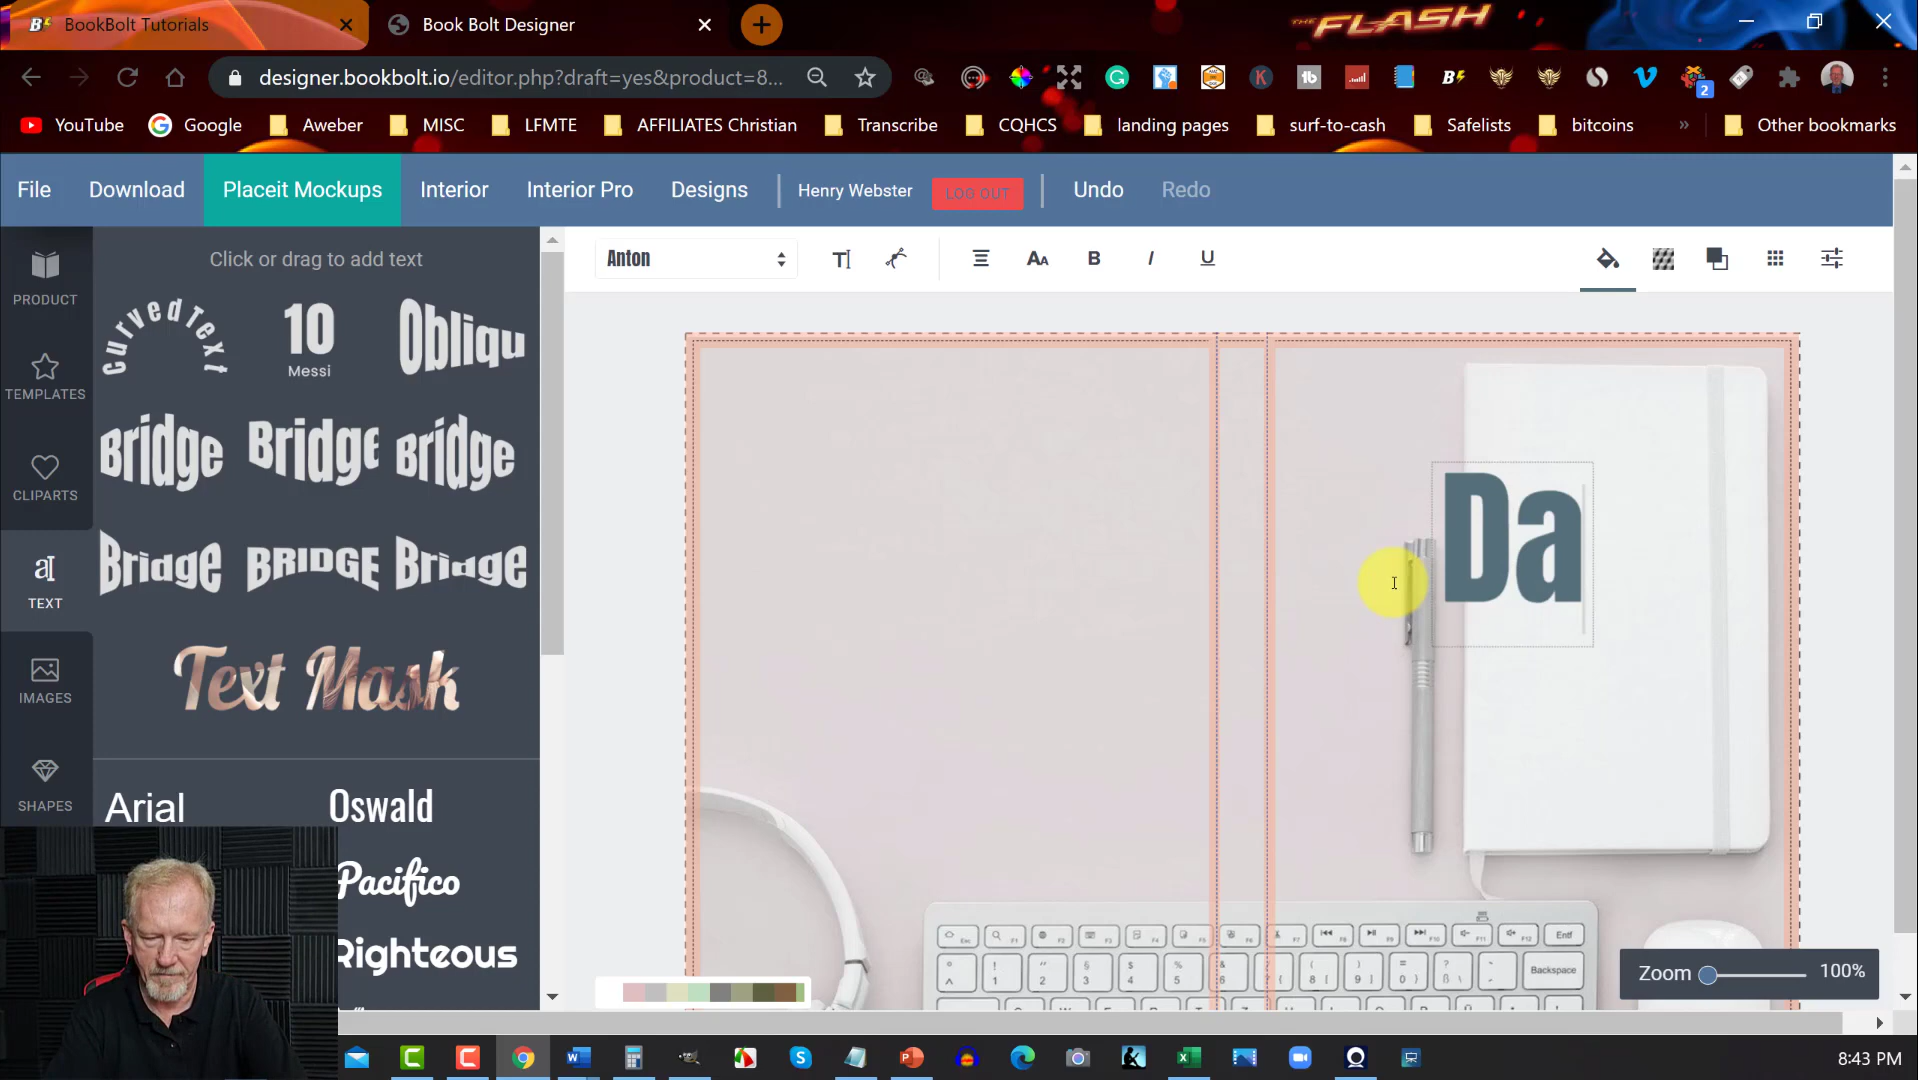 BookBolt Tutorials
Book Bolt Designer
THE FLASH
designer.bookbolt.io/editor.php?draft=yes&product=8...
2
YouTube
Google
Aweber
MISC
LFMTE
AFFILIATES Christian
Transcribe
CQHCS
landing pages
surf-to-cash
Safelists
bitcoins
»
Other bookmarks
File
Download
Placeit Mockups
Interior
Interior Pro
Designs
Henry Webster
LOG OUT
Undo
Redo
PRODUCT
TEMPLATES
CLIPARTS
TEXT
IMAGES
SHAPES
Click or drag to add text
Curved Text
10
Messi
Obliqu
Bridge
Bridge
Bridge
Bridge
BRIDGE
Bridge
Text Mask
Arial
Oswald
Pacifico
Righteous
Anton
Da
Backspace
Zoom
100%
8:43 PM